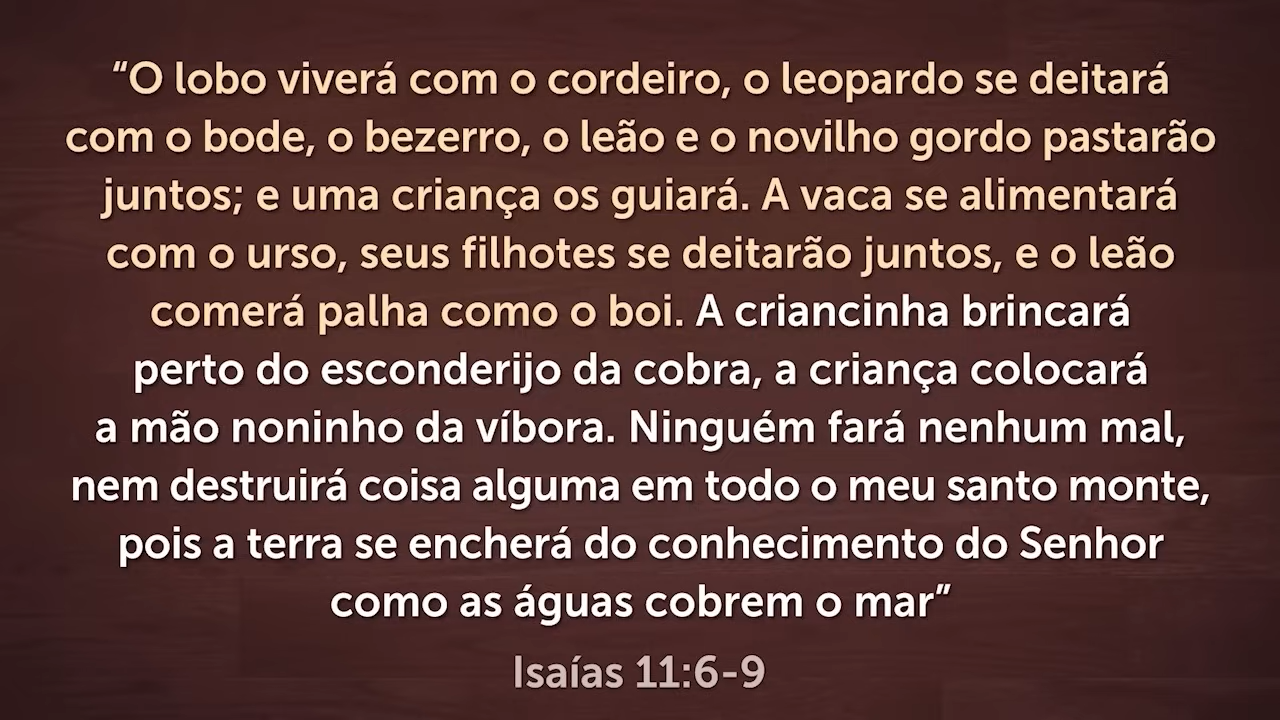 “O lobo viverá com o cordeiro, o leopardo se deitará
com o bode, o bezerro, o leão e o novilho gordo pastarão
juntos; e uma criança os guiará. A vaca se alimentará
com o urso, seus filhotes se deitarão juntos, e o leão
comerá palha como o boi. A criancinha brincará
perto do esconderijo da cobra, a criança colocará
a mão noninho da víbora. Ninguém fará nenhum mal,
nem destruirá coisa alguma em todo o meu santo monte,
pois a terra se encherá do conhecimento do Senhor
como as águas cobrem o mar”
Isaías 11:6-9